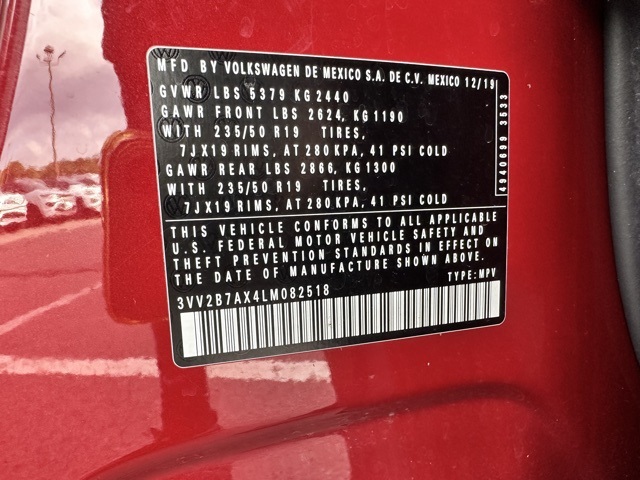 MFD BY VOLKSWAGEN DE MEXICO S.A. DE C.V. MEXICO 12/19
GVWR LBS 5379 KG 2440
GAWR FRONT LBS 2624, KG 1190
WITH 235/50 R19 TIRES,
7JX19 RIMS, AT 280 KPA, 41 PSI COLD
GAWR REAR LBS 2866, KG 1300
WITH 235/50 R19 TIRES,
7JX19 RIMS, AT 280 KPA, 41 PSI COLD
4940699 3533
THIS VEHICLE CONFORMS TO ALL APPLICABLE
U.S. FEDERAL MOTOR VEHICLE SAFETY AND
THEFT PREVENTION STANDARDS IN EFFECT ON
THE DATE OF MANUFACTURE SHOWN ABOVE.
3VV2B7AX4LM082518
TYPE: MPV